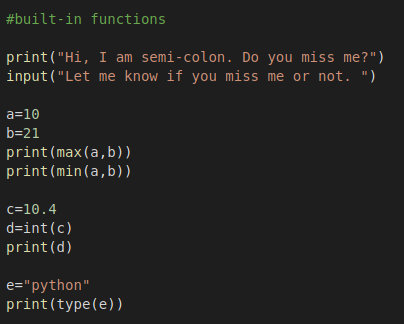 #built-in functions
print("Hi, I am semi-colon. Do you miss me?")
input("Let me know if you miss me or not. ")
a=10
b=21
print(max(a,b))
print(min(a,b))
c=10.4
d=int(c)
print(d)
e="python"
print(type(e))